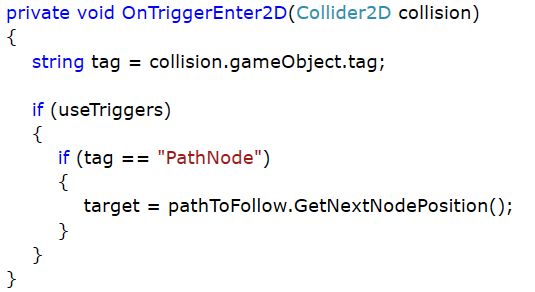 private void OnTriggerEnter2D(Collider2D collision)
{
string tag = collision.gameObject.tag;
if (useTriggers)
{
if (tag == "PathNode")
{
target = pathToFollow.GetNextNodePosition();
}
}
}